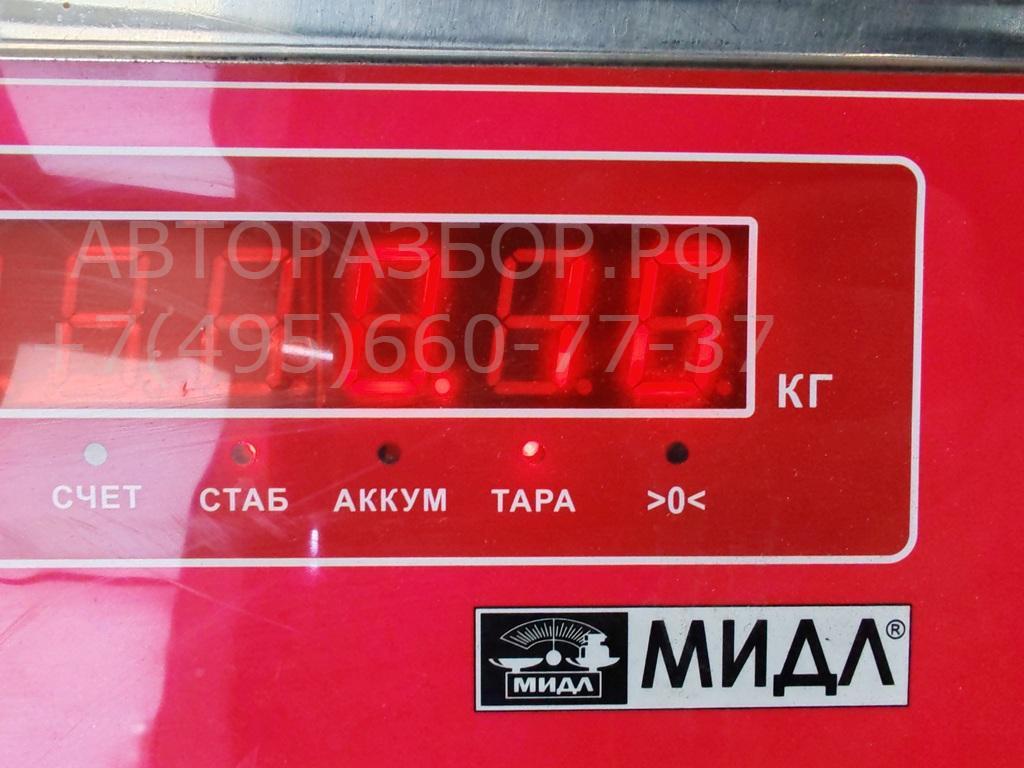 АВТОРАЗБОР.РФ
+7(495)660-77-37
КГ
СЧЕТ СТАБ АККУМ ТАРА >0<
МИДЛ МИДЛ®